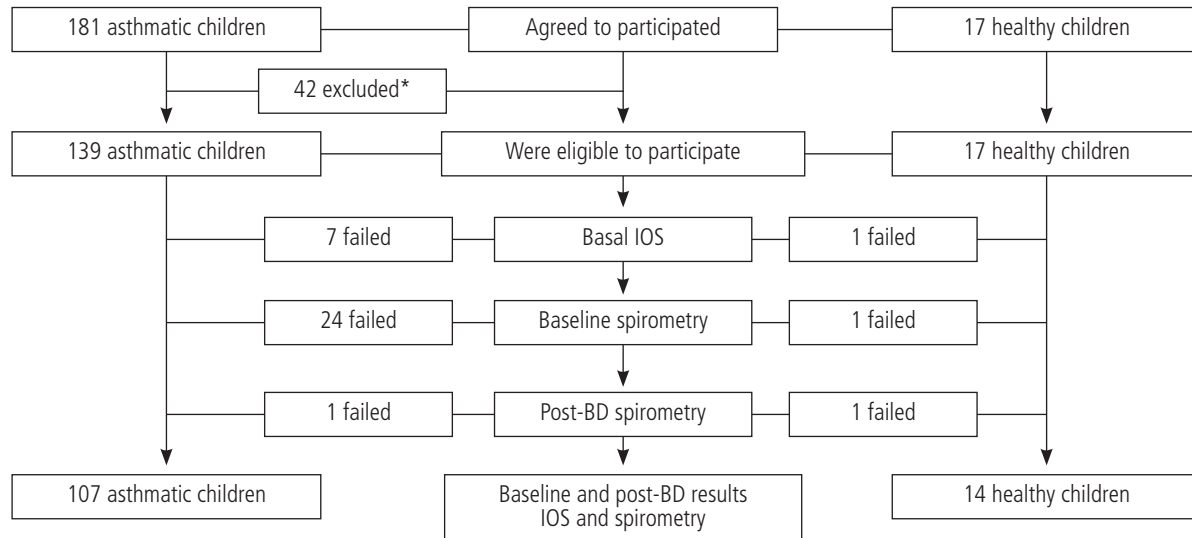 181 asthmatic children
Agreed to participated
17 healthy children
42 excluded*
139 asthmatic children
Were eligible to participate
17 healthy children
7 failed
Basal IOS
1 failed
24 failed
Baseline spirometry
1 failed
1 failed
Post-BD spirometry
1 failed
107 asthmatic children
Baseline and post-BD results
IOS and spirometry
14 healthy children